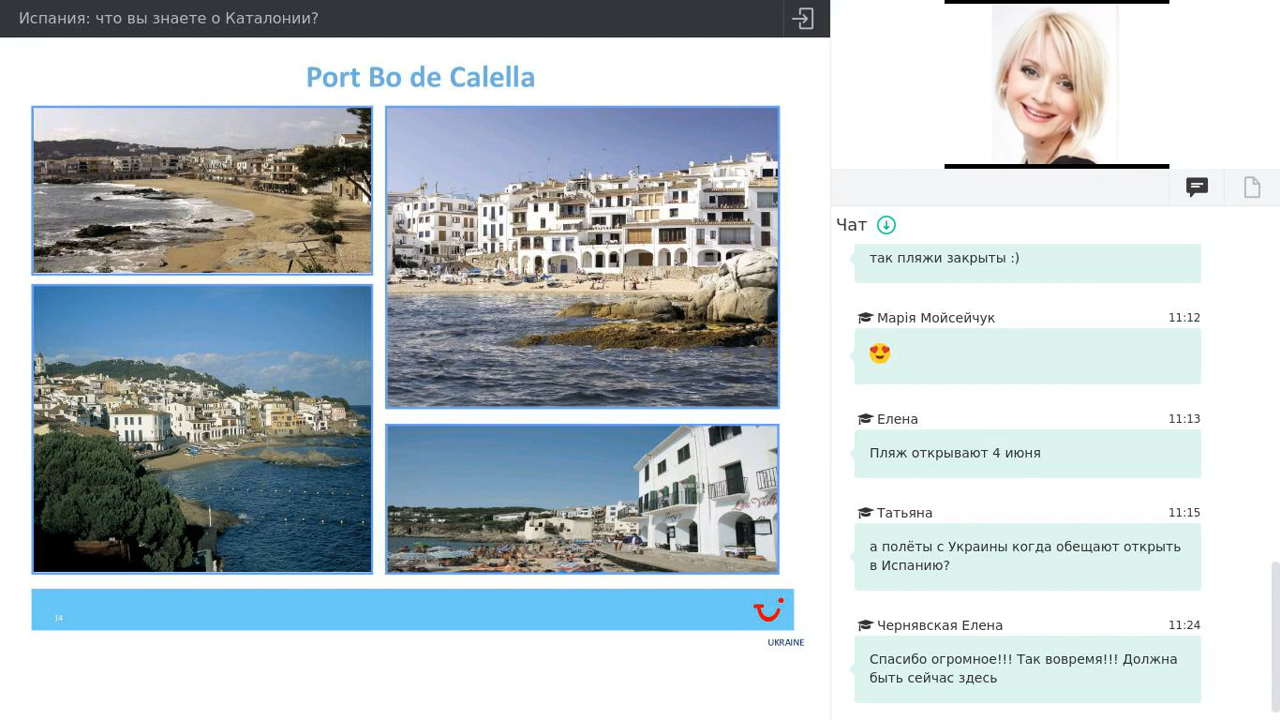 Испания: что вы знаете о Каталонии?
Port Bo de Calella
14
UKRAINE
Чат
так пляжи закрыты :)
Марія Мойсейчук 11:12
😍
Елена 11:13
Пляж открывают 4 июня
Татьяна 11:15
а полёты с Украины когда обещают открыть
в Испанию?
Чернявская Елена 11:24
Спасибо огромное!!! Так вовремя!!! Должна
быть сейчас здесь